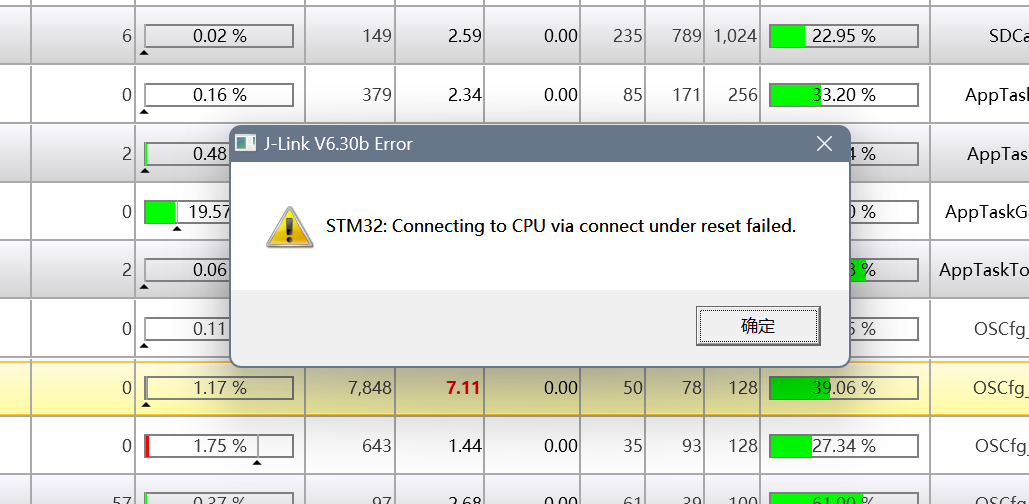 6 0.02 % 149 2.59 0.00 235 789 1,024 22.95 % SDCa
0 0.16 % 379 2.34 0.00 85 171 256 33.20 % AppTask
J-Link V6.30b Error
2 0.48 4 % AppTas
0 19.57 0 % AppTaskG
STM32: Connecting to CPU via connect under reset failed.
2 0.06 % AppTaskTo
0 0.11 % OSCfg_
确定
0 1.17 % 7,848 7.11 0.00 50 78 128 39.06 % OSCfg_
0 1.75 % 643 1.44 0.00 35 93 128 27.34 % OSCfg_
57 0.37 % 97 2.68 0.00 61 39 100 61.00 %